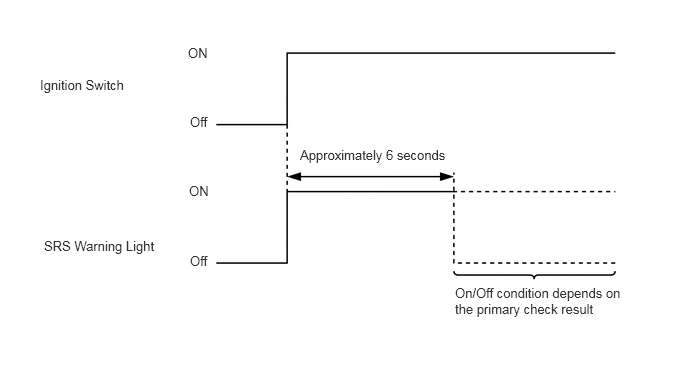 ON
Ignition Switch
Off
Approximately 6 seconds
ON
SRS Warning Light
Off
On/Off condition depends on
the primary check result